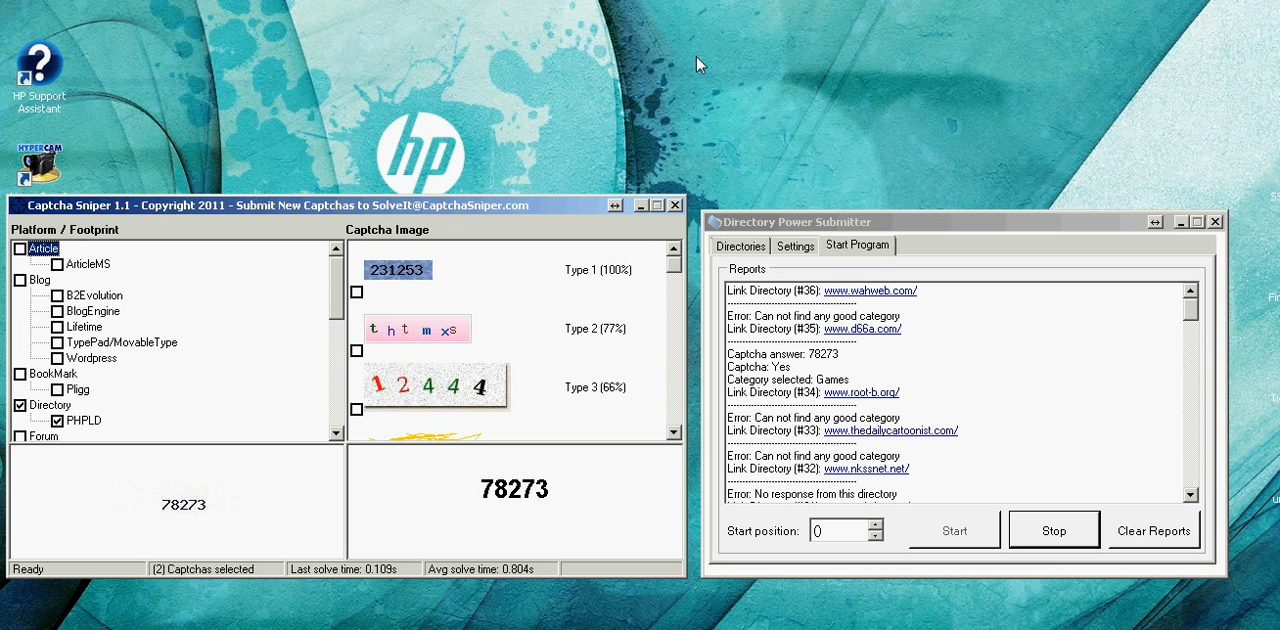 HP Support
Assistant
HYPERCAM
hp
Captcha Sniper 1.1 - Copyright 2011 - Submit New Captchas to SolveIt@CaptchaSniper.com
Platform / Footprint
Article
ArticleMS
Blog
B2Evolution
BlogEngine
Lifetime
TypePad/MovableType
Wordpress
BookMark
Pligg
Directory
PHPLD
Forum
Captcha Image
231253
Type 1 (100%)
t h t m x s
Type 2 (77%)
1 2 4 4 4
Type 3 (66%)
78273
78273
Ready
(2) Captchas selected
Last solve time: 0.109s
Avg solve time: 0.804s
Directory Power Submitter
Directories
Settings
Start Program
Reports
Link Directory (#36): www.wahweb.com/
Error: Can not find any good category
Link Directory (#35): www.d66a.com/
Captcha answer: 78273
Captcha: Yes
Category selected: Games
Link Directory (#34): www.root-b.org/
Error: Can not find any good category
Link Directory (#33): www.thedailycartoonist.com/
Error: Can not find any good category
Link Directory (#32): www.nkssnet.net/
Error: No response from this directory
Start position:
0
Start
Stop
Clear Reports